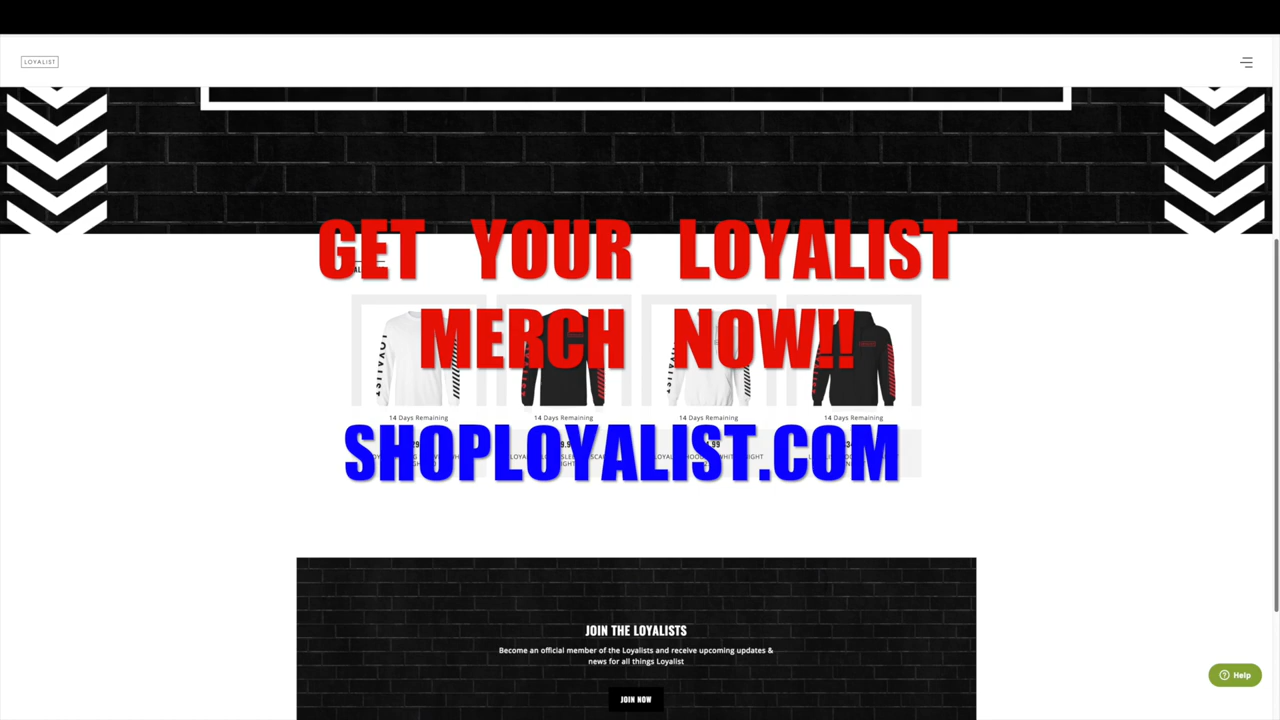 LOYALIST
GET YOUR LOYALIST
MERCH NOW!!
14 Days Remaining
14 Days Remaining
14 Days Remaining
14 Days Remaining
SHOPLOYALIST.COM
JOIN THE LOYALISTS
Become an official member of the Loyalists and receive upcoming updates &
news for all things Loyalist
JOIN NOW
Help